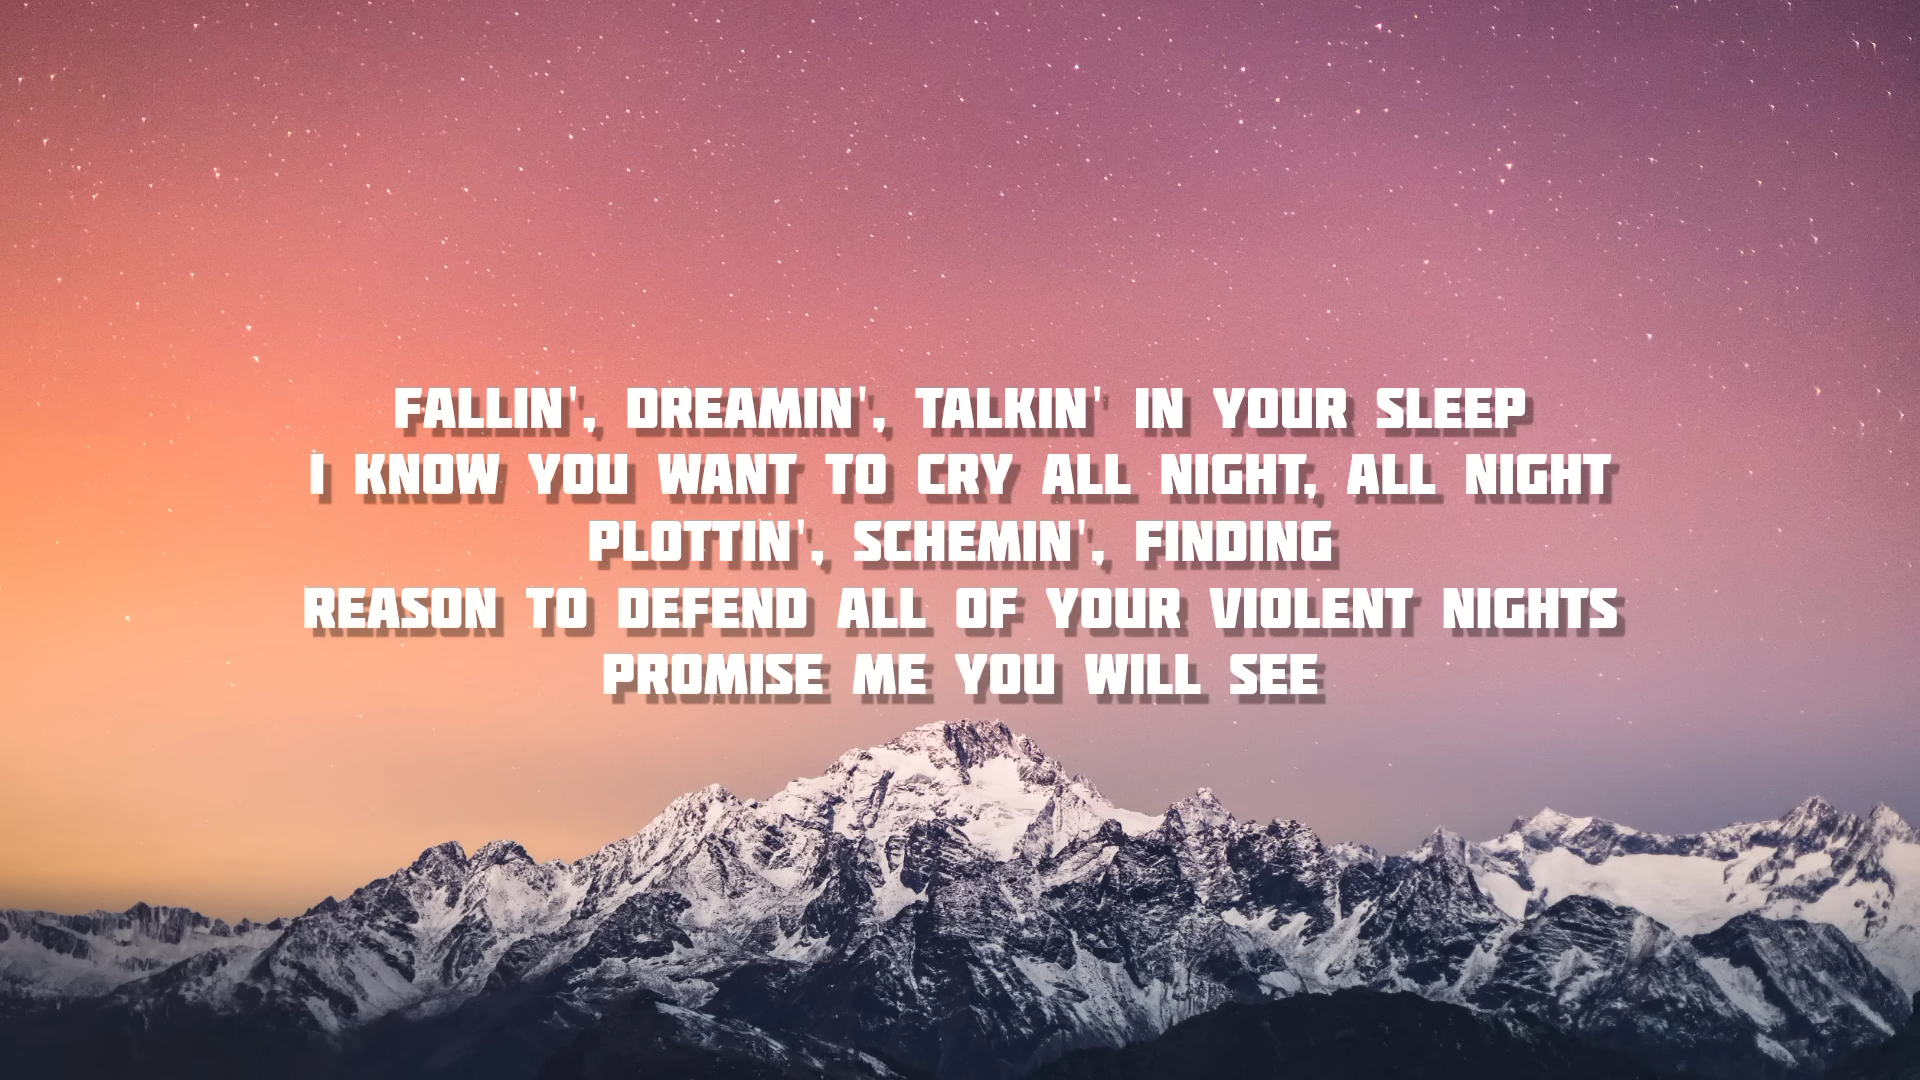 FALLIN', DREAMIN', TALKIN' IN YOUR SLEEP
I KNOW YOU WANT TO CRY ALL NIGHT, ALL NIGHT
PLOTTIN', SCHEMIN', FINDING
REASON TO DEFEND ALL OF YOUR VIOLENT NIGHTS
PROMISE ME YOU WILL SEE